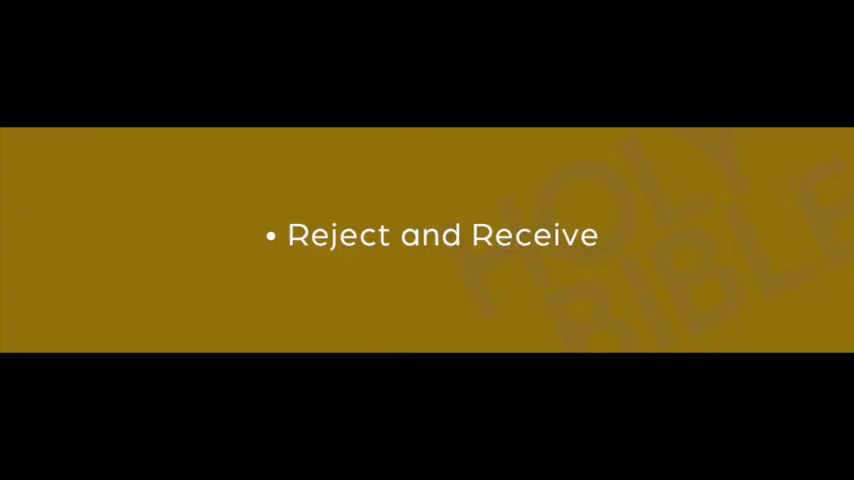 • Reject and Receive
HOLY
BIBLE